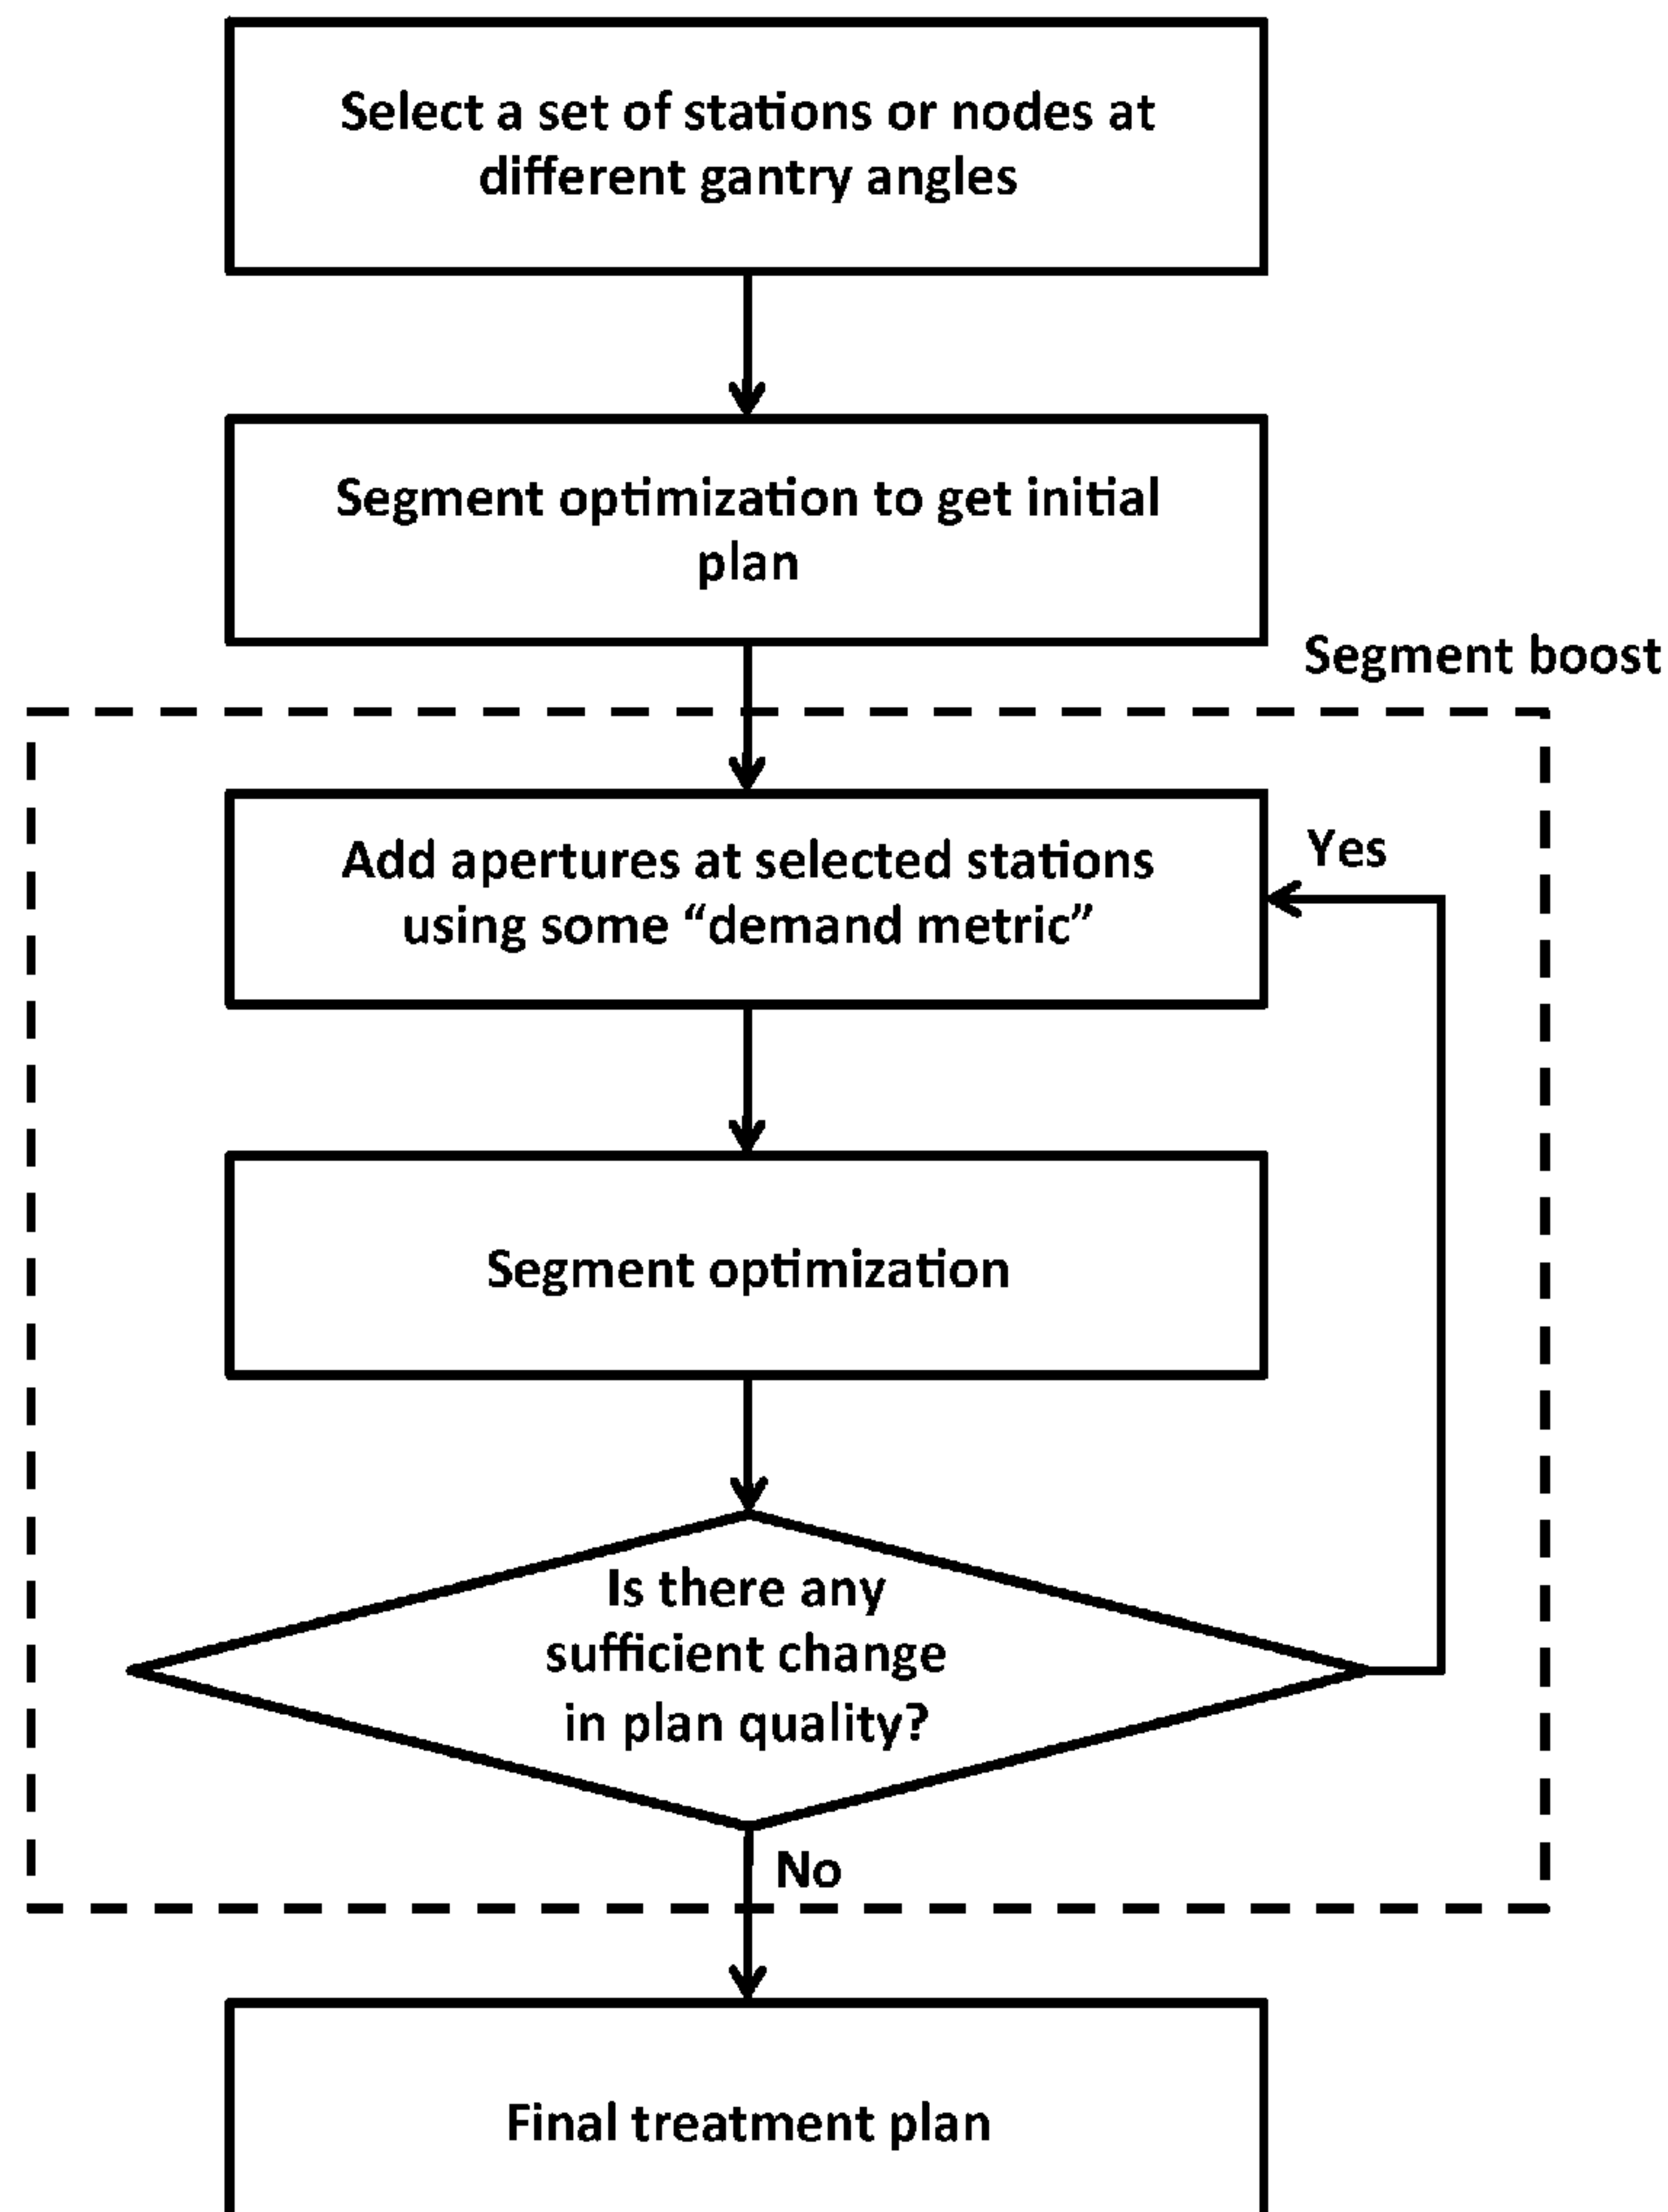 Select a set of stations or nodes at
different gantry angles
Segment optimization to get initial
plan
Segment boost
Add apertures at selected stations
using some “demand metric”
Yes
Segment optimization
Is there any
sufficient change
in plan quality?
No
Final treatment plan